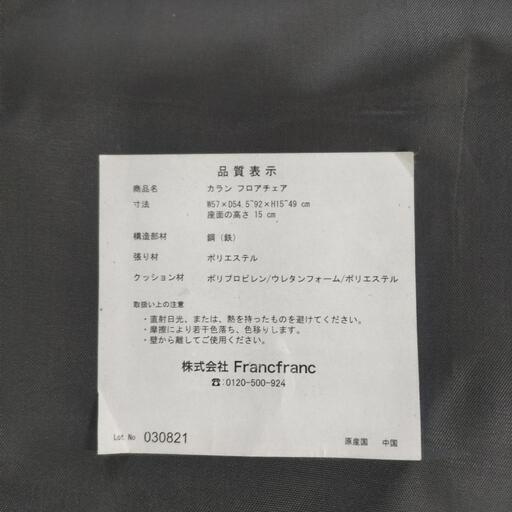 品質表示
商品名 カラン フロアチェア
寸法 W57×D54.5~92×H15~49 cm
座面の高さ 15 cm
構造部材 鋼（鉄）
張り材 ポリエステル
クッション材 ポリプロピレン/ウレタンフォーム/ポリエステル
取扱い上の注意
・直射日光、または、熱を持ったものを避けてください。
・摩擦により若干色落ち、色移りします。
・壁から離してご使用ください。
株式会社 Francfranc
☎:0120-500-924
Lot.No 030821 原産国 中国